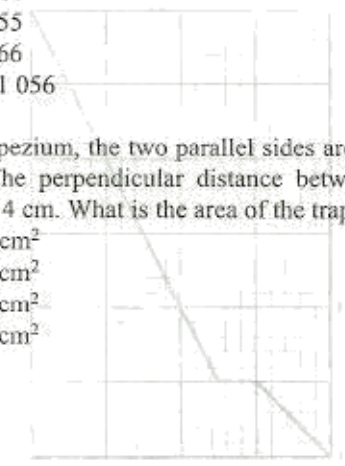 55
66
1 056
pezium, the two parallel sides are
he perpendicular distance betw
4 cm. What is the area of the trap
cm²
cm²
cm²
cm²